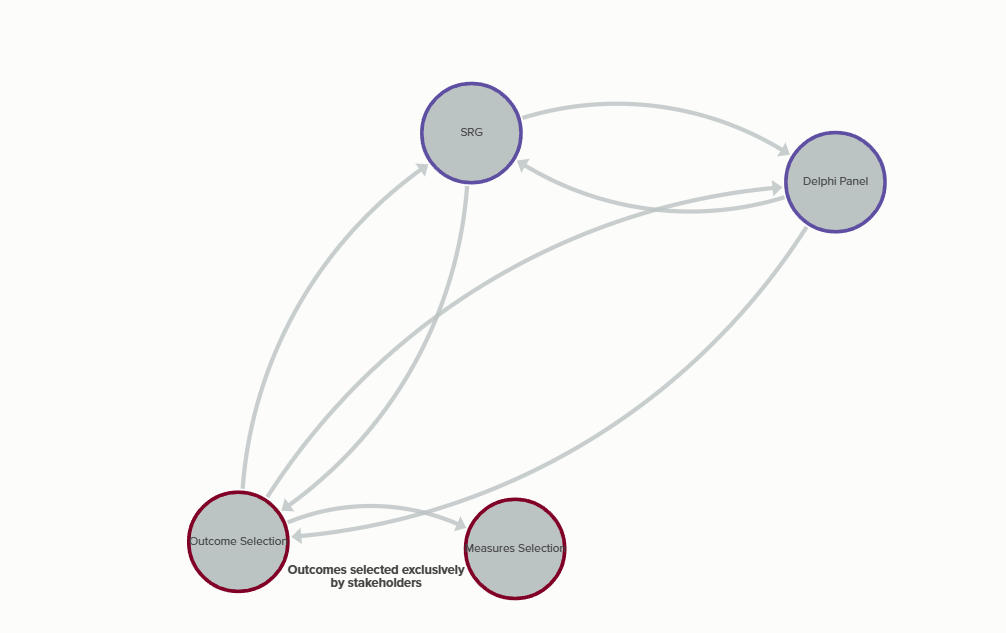 SRG
Delphi Panel
Outcome Selection
Measures Selection
Outcomes selected exclusively
by stakeholders